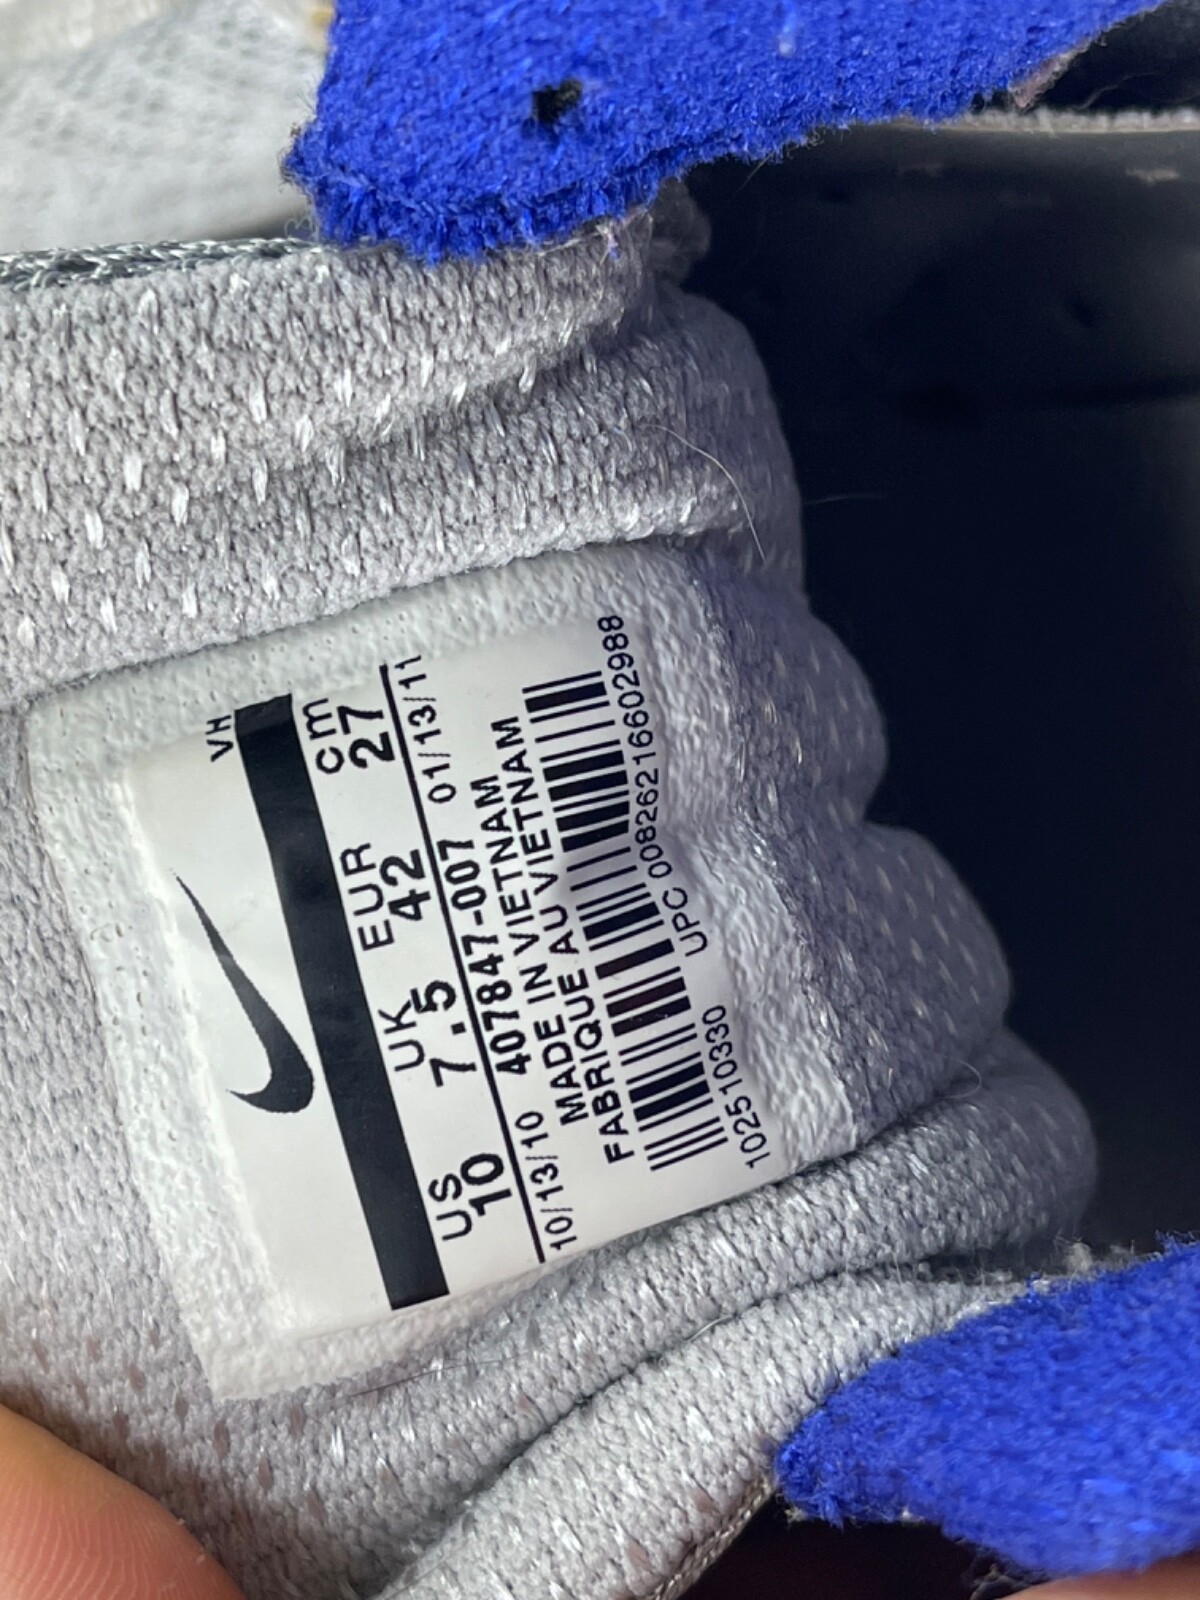 VH
US UK EUR cm
10 7.5 42 27
10/13/10 407847-007 01/13/11
MADE IN VIETNAM
FABRIQUE AU VIETNAM
1025510330 UPC 00826216602988